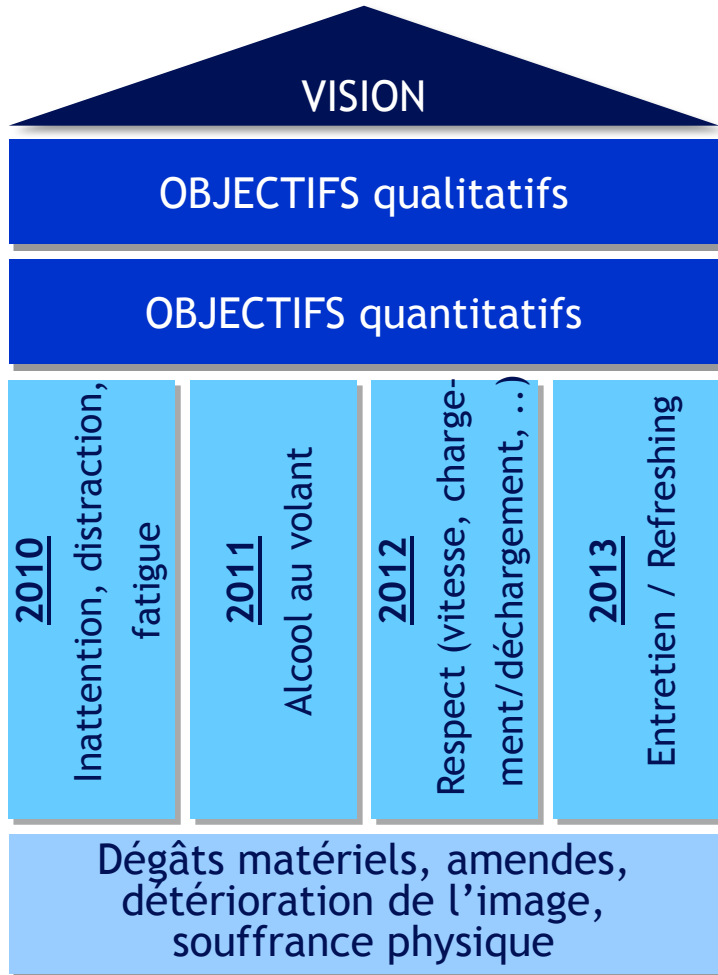 VISION
OBJECTIFS qualitatifs
OBJECTIFS quantitatifs
2010
Inattention, distraction,
fatigue
2011
Alcool au volant
2012
Respect (vitesse, charge-
ment/déchargement, ..)
2013
Entretien / Refreshing
Dégâts matériels, amendes,
détérioration de l’image,
souffrance physique